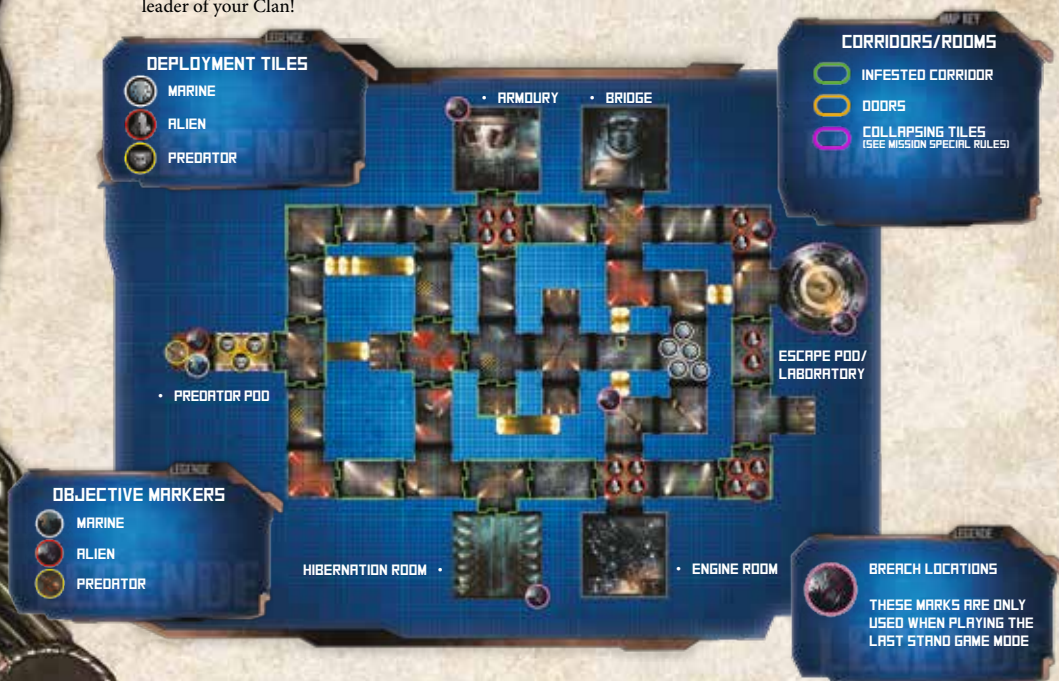 leader of your Clan!
LEGENDE
DEPLOYMENT TILES
MARINE
ALIEN
PREDATOR
MAP KEY
CORRIDORS/ROOMS
INFESTED CORRIDOR
DOORS
COLLAPSING TILES
(SEE MISSION SPECIAL RULES)
• ARMOURY
• BRIDGE
ESCAPE POD/
LABORATORY
• PREDATOR POD
LEGENDE
OBJECTIVE MARKERS
MARINE
ALIEN
PREDATOR
HIBERNATION ROOM •
• ENGINE ROOM
LEGENDE
BREACH LOCATIONS
THESE MARKS ARE ONLY
USED WHEN PLAYING THE
LAST STAND GAME MODE